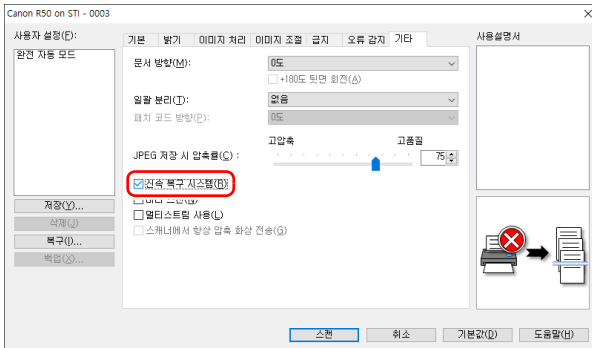 Canon R50 on STI - 0003
사용자 설정(F):
완전 자동 모드
저장(Y)...
삭제(J)
복구(I)...
백업(X)...
기본 밝기 이미지 처리 이미지 조절 급지 오류 감지 기타
문서 방향(M): 0도
+180도 뒷면 회전(A)
일괄 분리(T): 없음
패치 코드 방향(P): 0도
고압축 고품질
JPEG 저장 시 압축률(C) : 75
신속 복구 시스템(R)
멀티스트림 사용(L)
스캐너에서 항상 압축 화상 전송(G)
사용설명서
스캔 취소 기본값(D) 도움말(H)